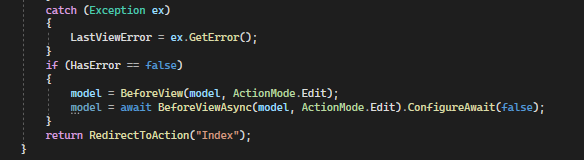 catch (Exception ex)
{
LastViewError = ex.GetError();
}
if (HasError == false)
{
model = BeforeView(model, ActionMode.Edit);
model = await BeforeViewAsync(model, ActionMode.Edit).ConfigureAwait(false);
}
return RedirectToAction("Index");
}